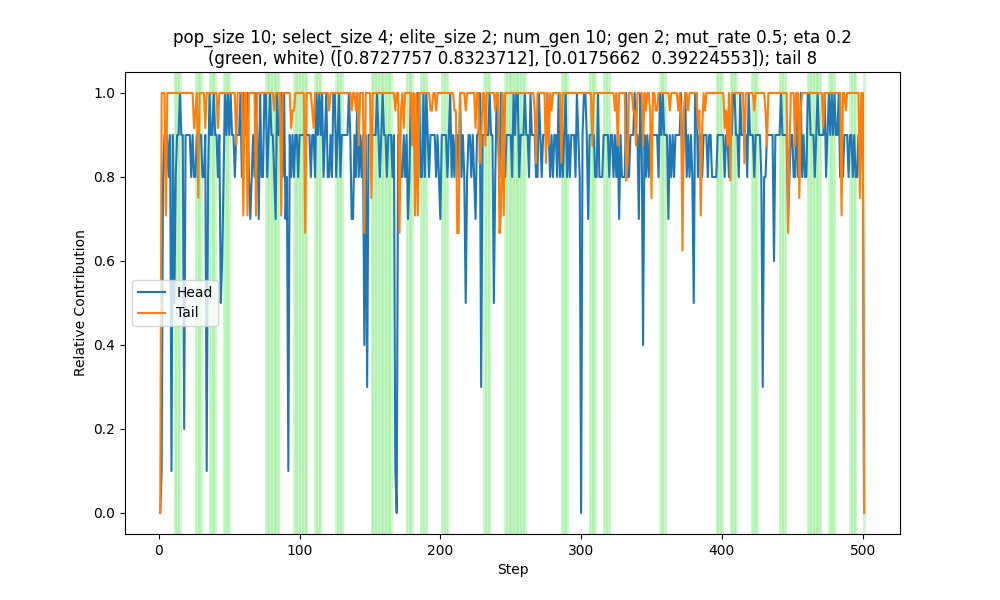 pop_size 10; select_size 4; elite_size 2; num_gen 10; gen 2; mut_rate 0.5; eta 0.2
(green, white) ([0.8727757 0.8323712], [0.0175662  0.39224553]); tail 8
1.0
0.8
0.6
0.4
0.2
0.0
Relative Contribution
Head
Tail
0
100
200
300
400
500
Step